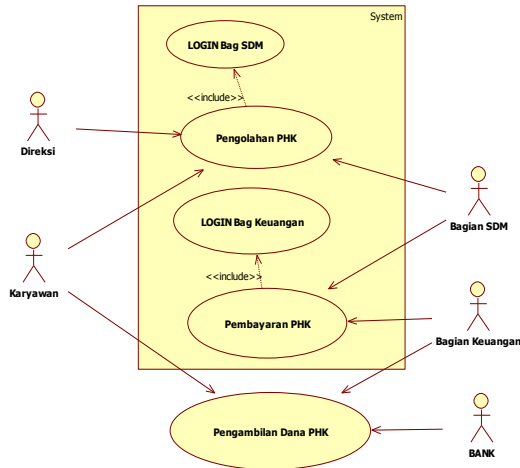 System
LOGIN Bag SDM
<<include>>
Pengolahan PHK
Direksi
LOGIN Bag Keuangan
Bagian SDM
Karyawan
<<include>>
Pembayaran PHK
Bagian Keuangan
Pengambilan Dana PHK
BANK